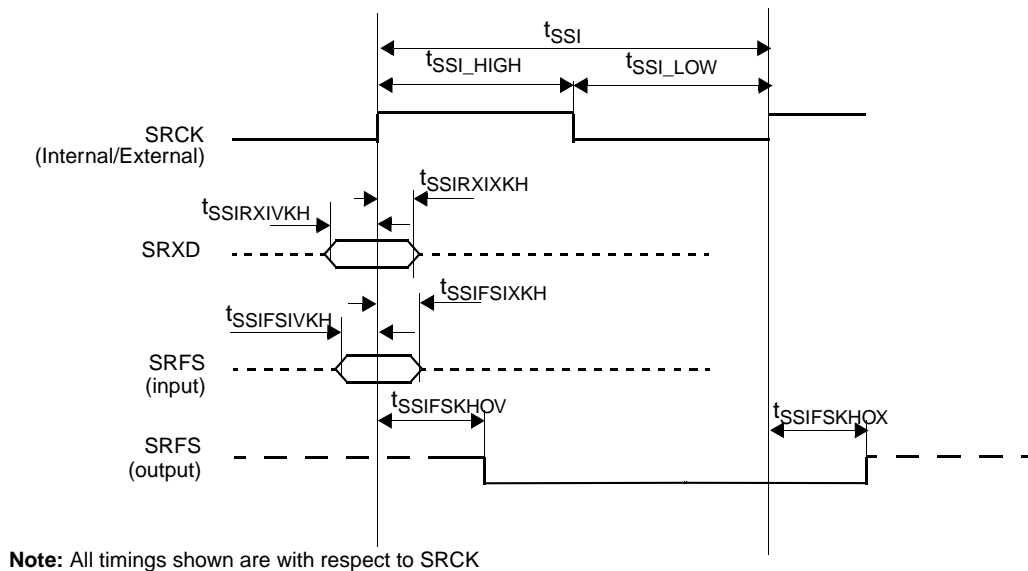 tSSI
tSSI_HIGH
tSSI_LOW
SRCK
(Internal/External)
tSSIRXIXKH
tSSIRXIVKH
SRXD
tSSIFSIXKH
tSSIFSIVKH
SRFS
(input)
tSSIFSKHOV
tSSIFSKHOX
SRFS
(output)
Note: All timings shown are with respect to SRCK